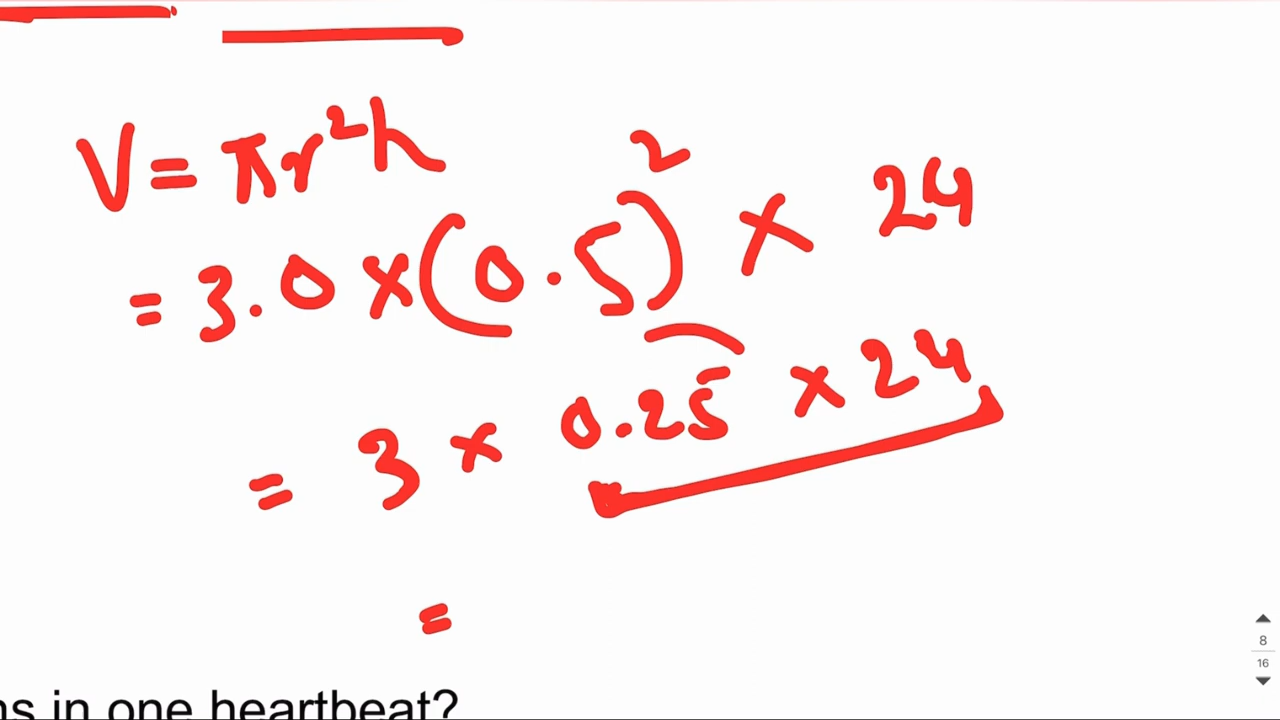 V = πr²h
= 3.0 × (0.5)² × 24
= 3 × 0.25 × 24
=
ns in one heartbeat?
8
16